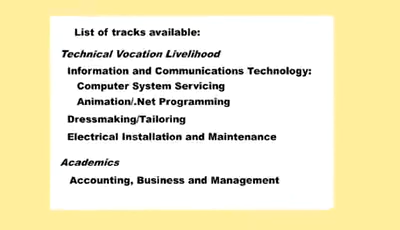 List of tracks available:
Technical Vocation Livelihood
Information and Communications Technology:
Computer System Servicing
Animation/.Net Programming
Dressmaking/Tailoring
Electrical Installation and Maintenance
Academics
Accounting, Business and Management